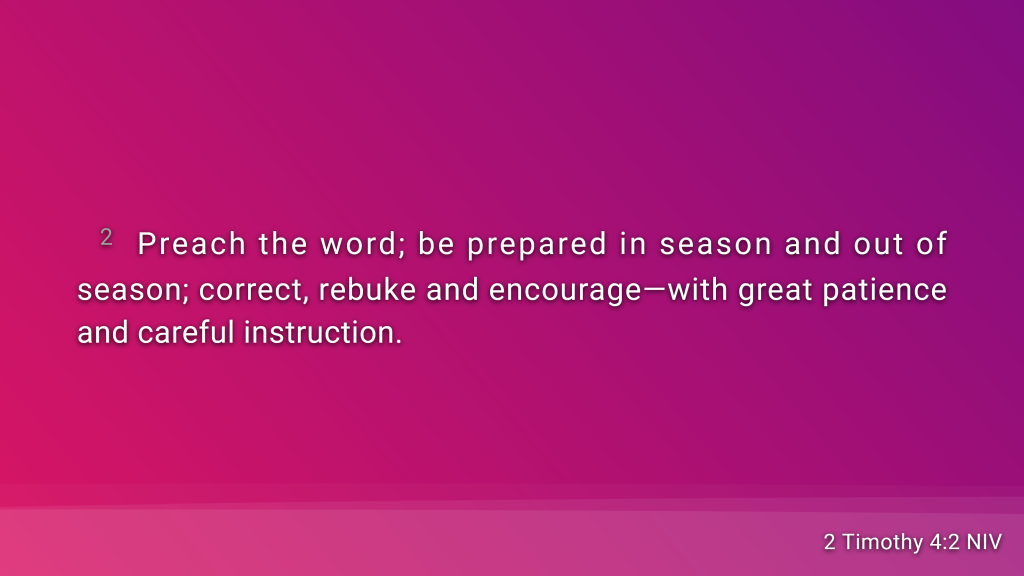 2 Preach the word; be prepared in season and out of
season; correct, rebuke and encourage—with great patience
and careful instruction.
2 Timothy 4:2 NIV